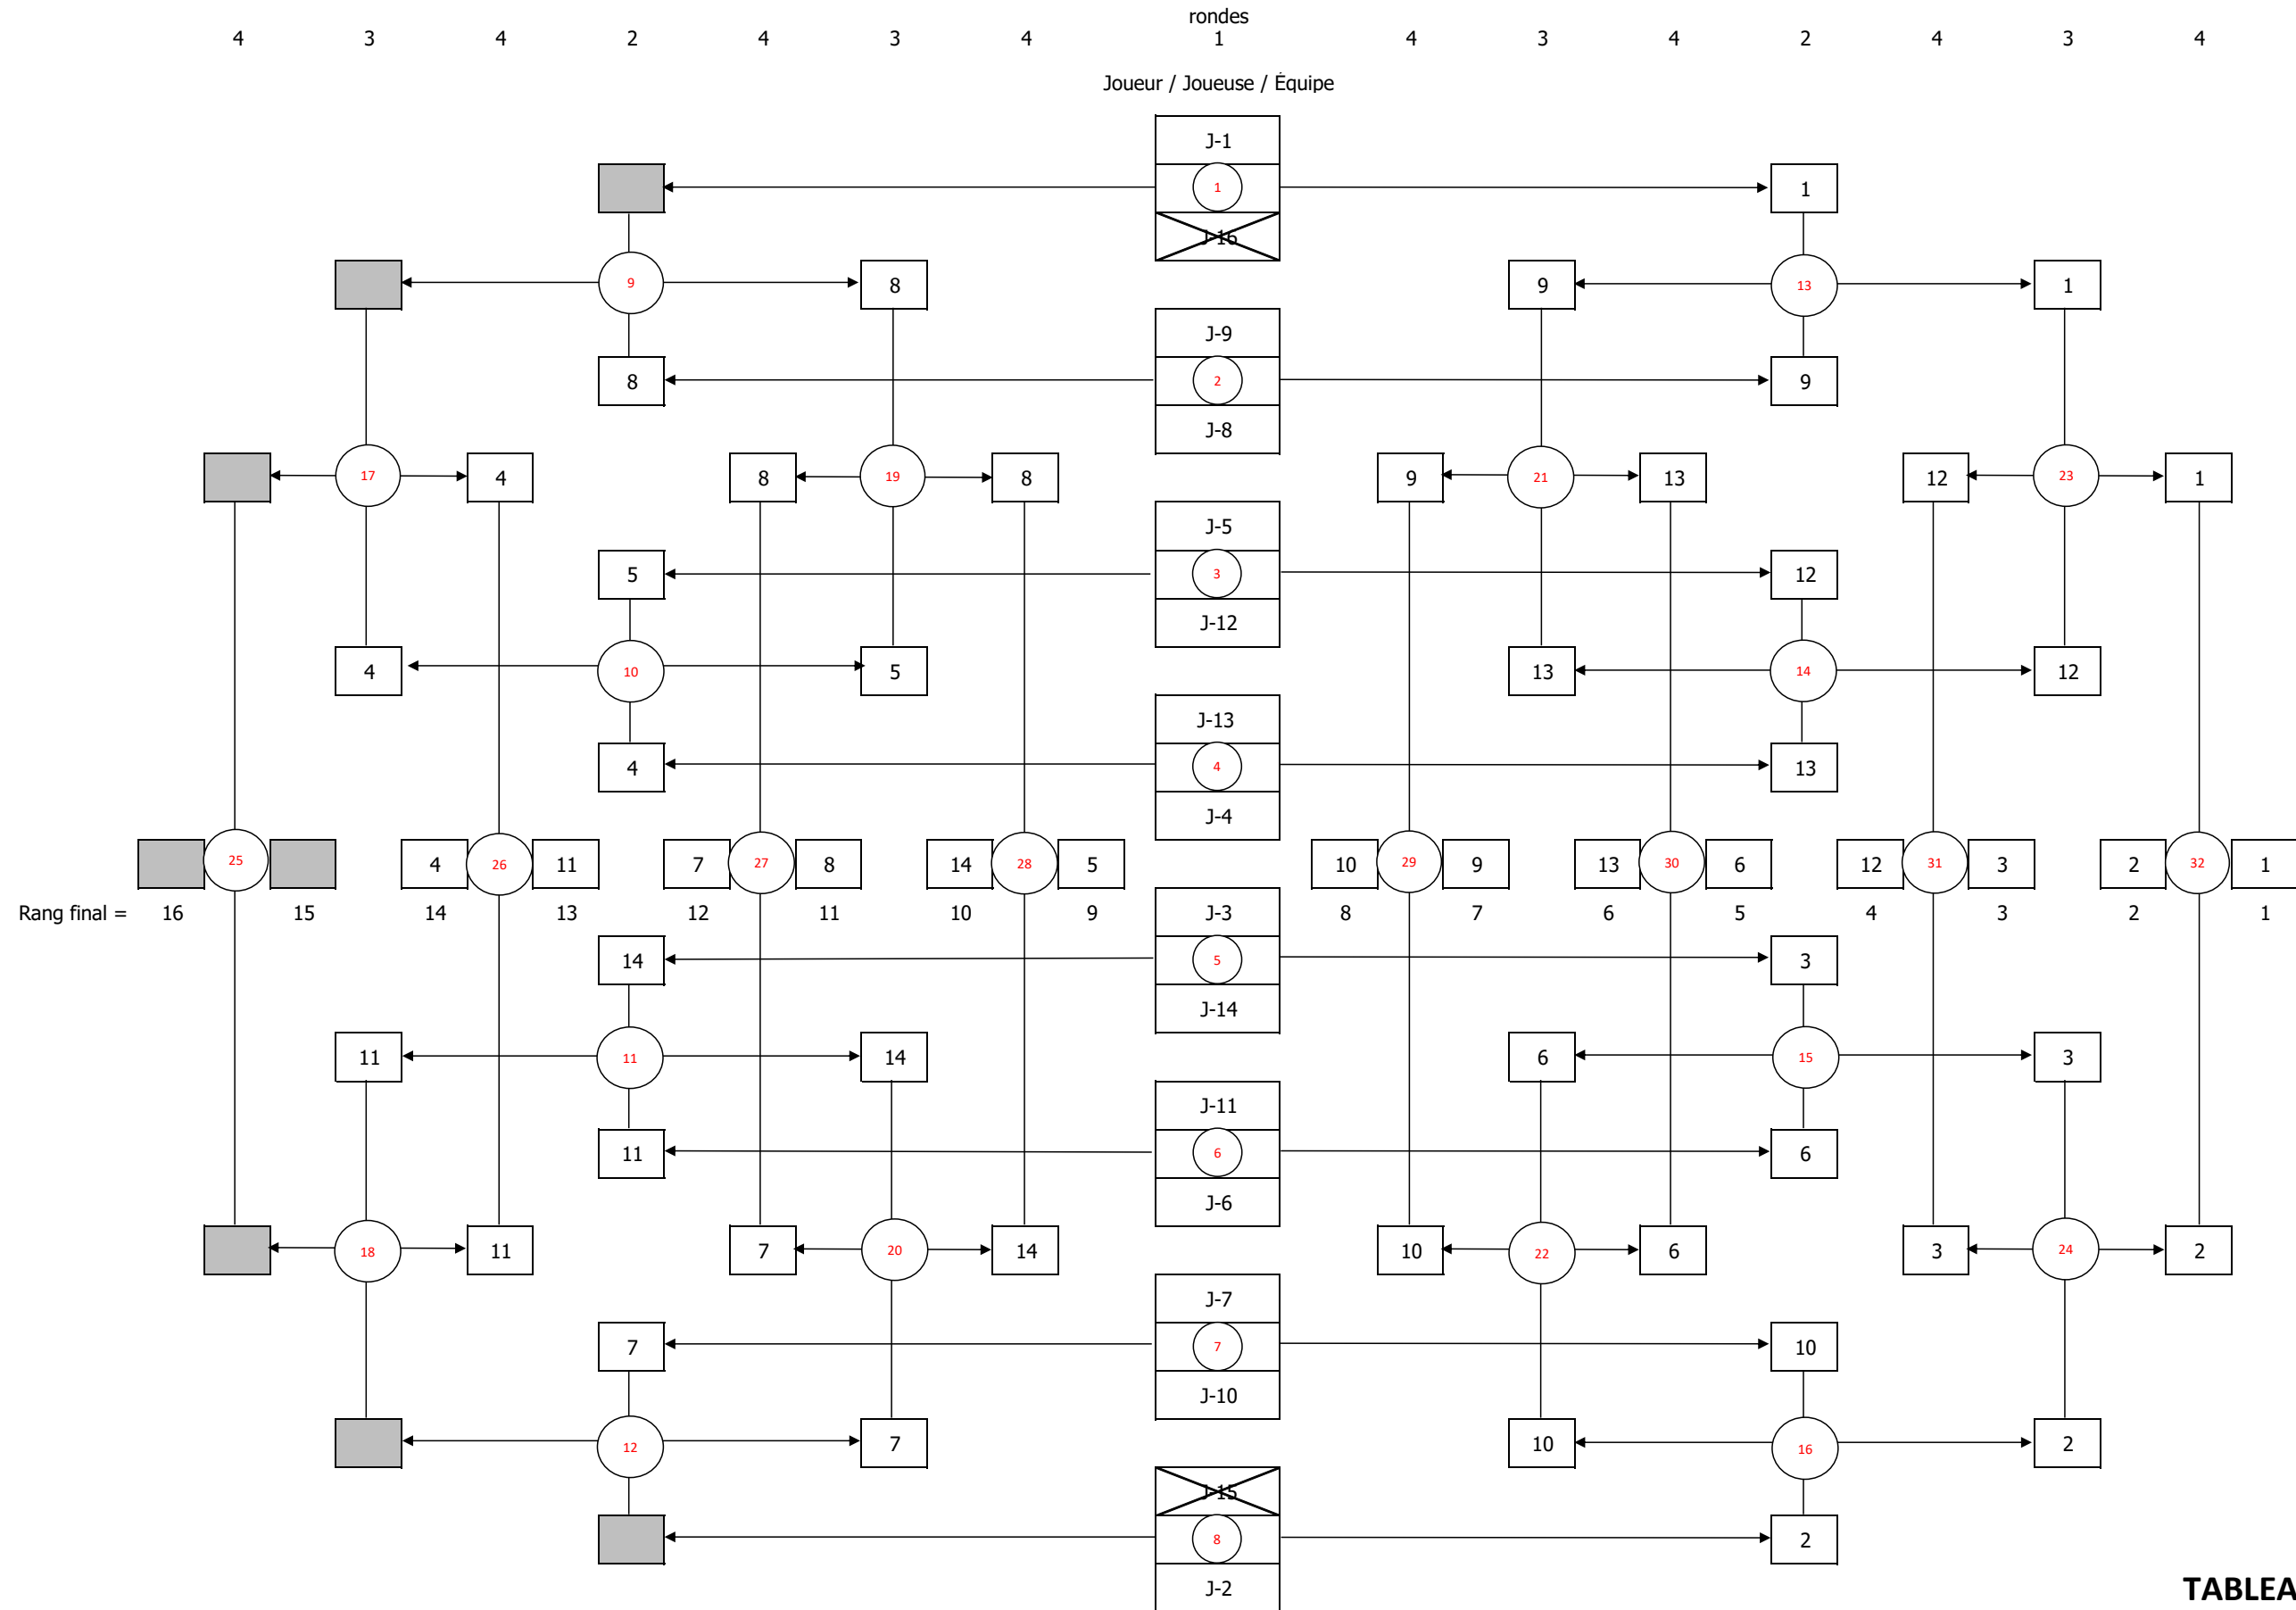 rondes
4 3 4 2 4 3 4 1 4 3 4 2 4 3 4
Joueur / Joueuse / Équipe
J-1
1 1
J-16
9 8 9 13 1
J-9
8 2 9
J-8
17 4 8 19 8 9 21 13 12 23 1
J-5
5 3 12
J-12
4 10 5 13 14 12
J-13
4 4 13
J-4
25 4 26 11 7 27 8 14 28 5 10 29 9 13 30 6 12 31 3 2 32 1
Rang final = 16 15 14 13 12 11 10 9 J-3 8 7 6 5 4 3 2 1
14 5 3
J-14
11 11 14 6 15 3
J-11
11 6 6
J-6
18 11 7 20 14 10 22 6 3 24 2
J-7
7 7 10
J-10
12 7 10 16 2
J-15
8 2
J-2
TABLEA